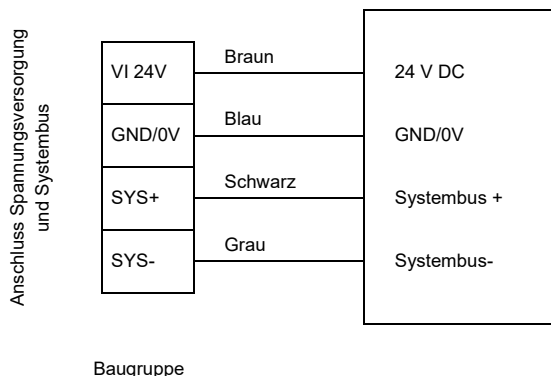 Anschluss Spannungsversorgung
und Systembus
VI 24V
Braun
24 V DC
GND/0V
Blau
GND/0V
SYS+
Schwarz
Systembus +
SYS-
Grau
Systembus-
Baugruppe